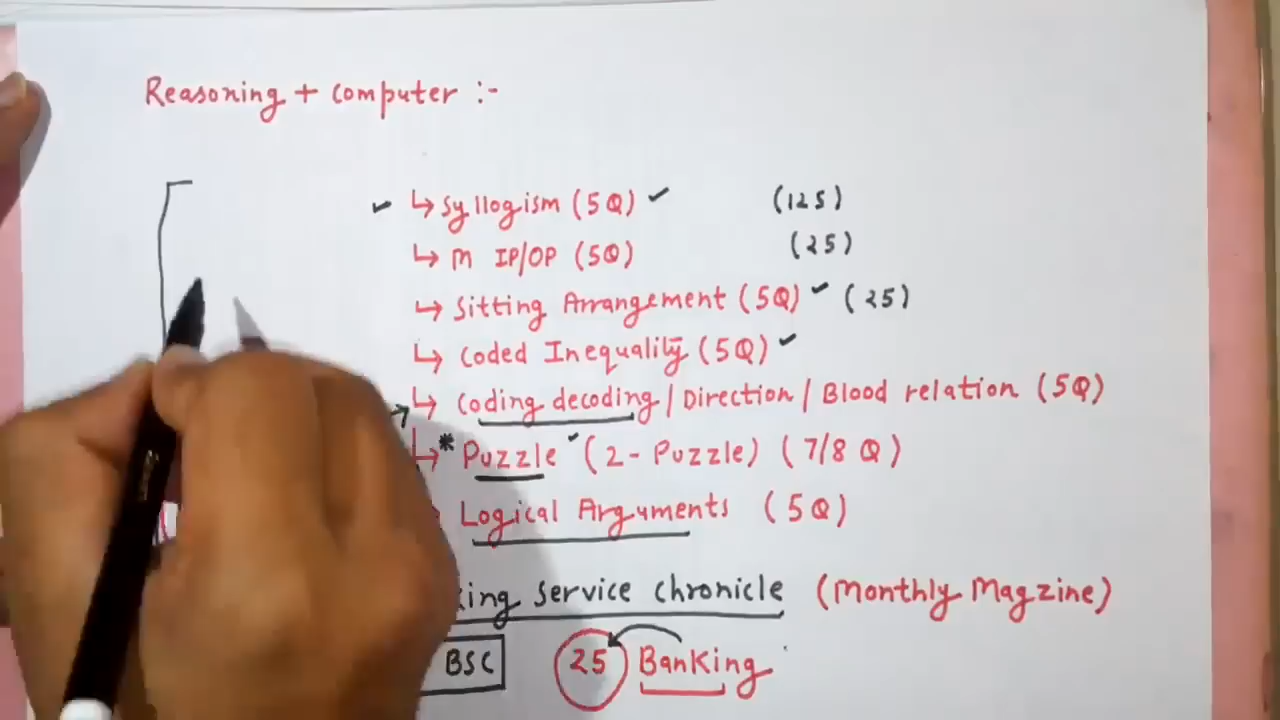 Reasoning + computer :-
↳ Syllogism (5Q) ✓ (125)
↳ M IP/OP (5Q) (25)
↳ Sitting Arrangement (5Q) ✓ (25)
↳ Coded Inequality (5Q) ✓
↳ Coding decoding / Direction / Blood relation (5Q)
↳ * Puzzle ✓ (2 - Puzzle) (7/8 Q)
Logical Arguments (5Q)
king service chronicle (Monthly Magzine)
BSC 25 Banking